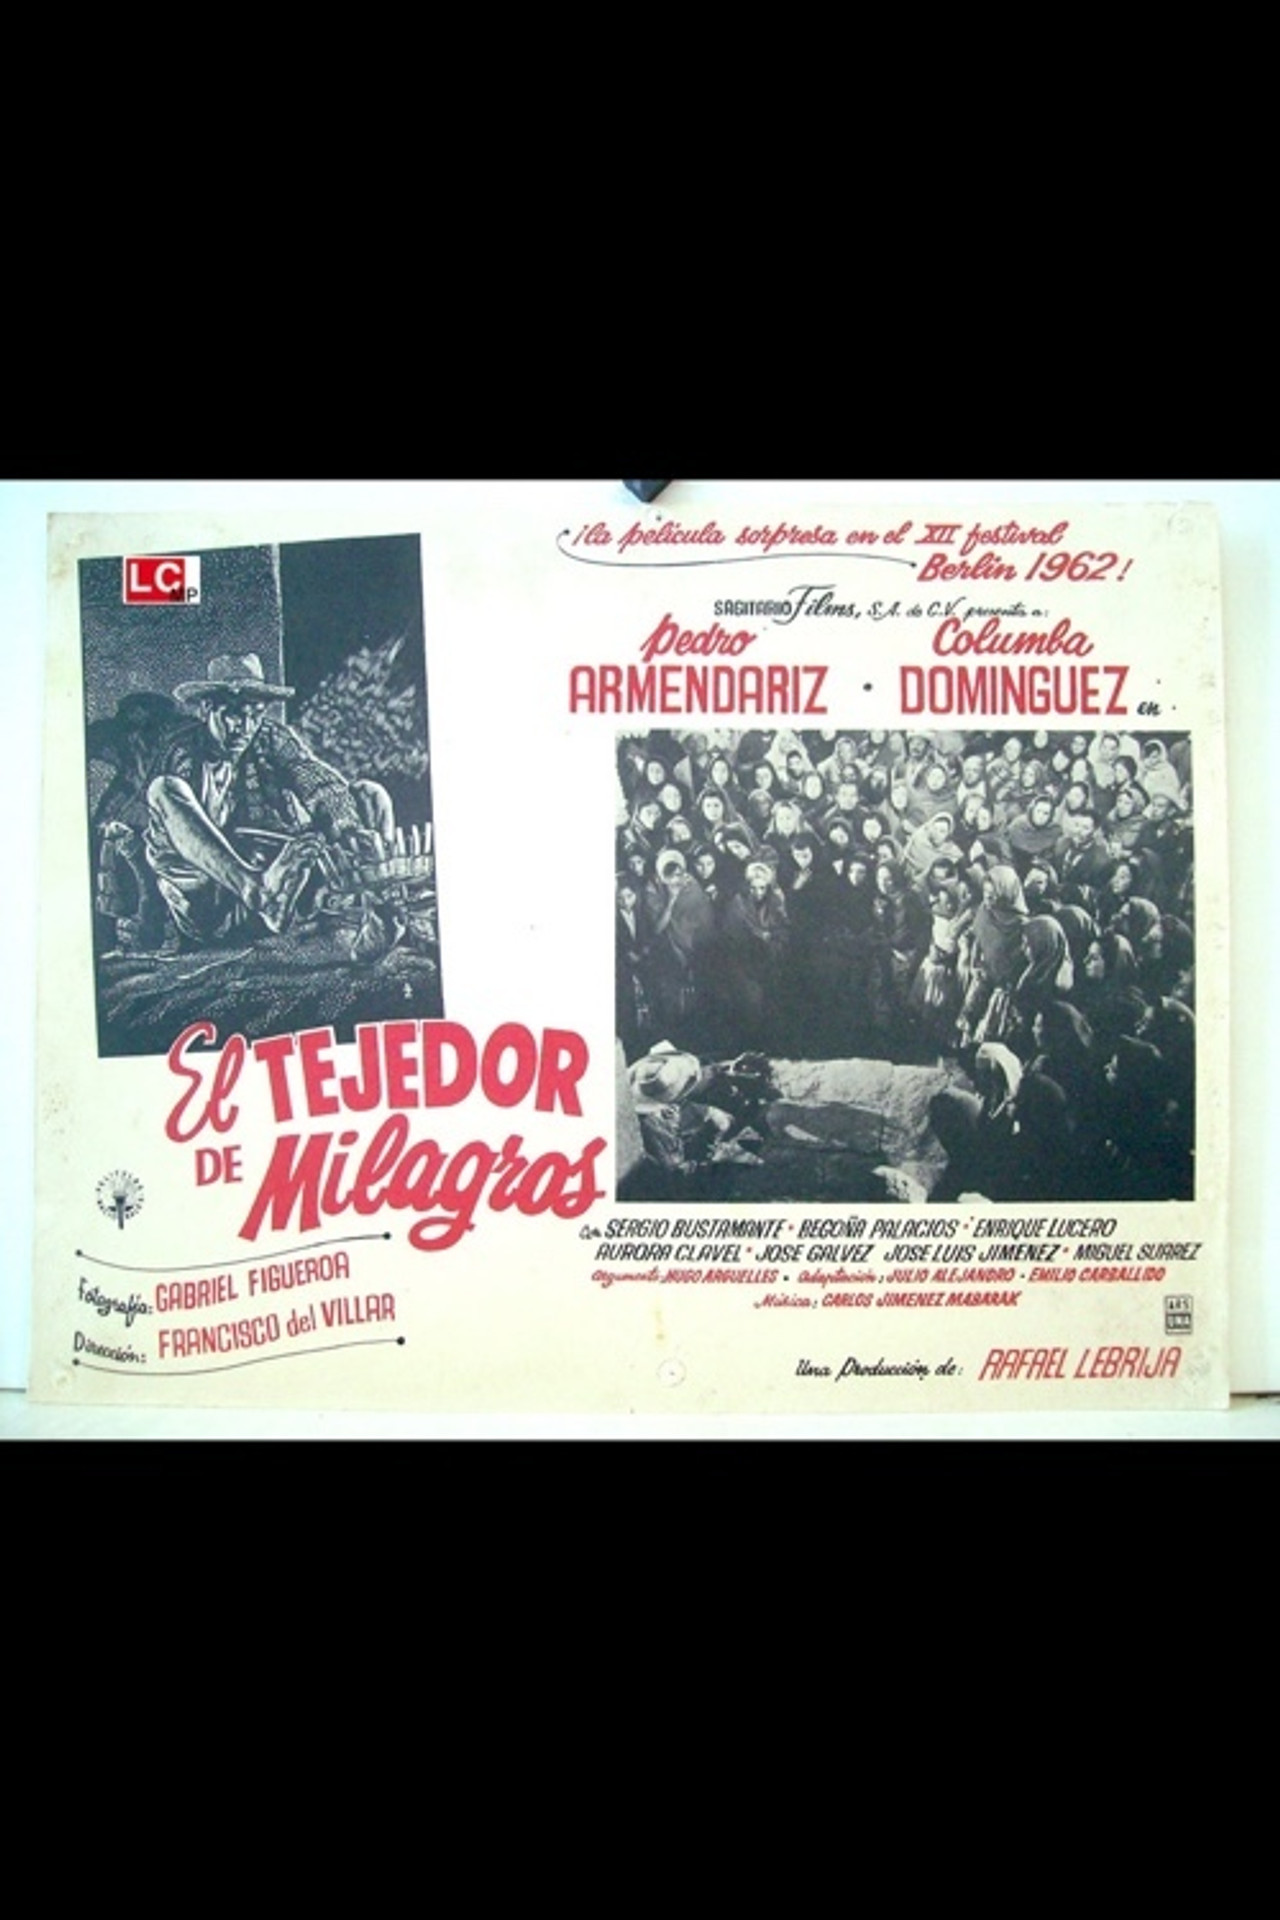 LC
MP
¡la película sorpresa en el XII festival
Berlin 1962!
SAGITARIO Films, S.A. de C.V. presenta a:
Pedro Columba
ARMENDARIZ · DOMINGUEZ en
El TEJEDOR
DE Milagros
Fotografía: GABRIEL FIGUEROA
Dirección: FRANCISCO del VILLAR
Con SERGIO BUSTAMANTE · BEGOÑA PALACIOS · ENRIQUE LUCERO
AURORA CLAVEL · JOSE GALVEZ JOSE LUIS JIMENEZ · MIGUEL SUAREZ
Argumento: HUGO ARGUELLES · Adaptación: JULIO ALEJANDRO · EMILIO CARBALLIDO
Música: CARLOS JIMENEZ MABARAK
ARS
UNA
Una Producción de: RAFAEL LEBRIJA